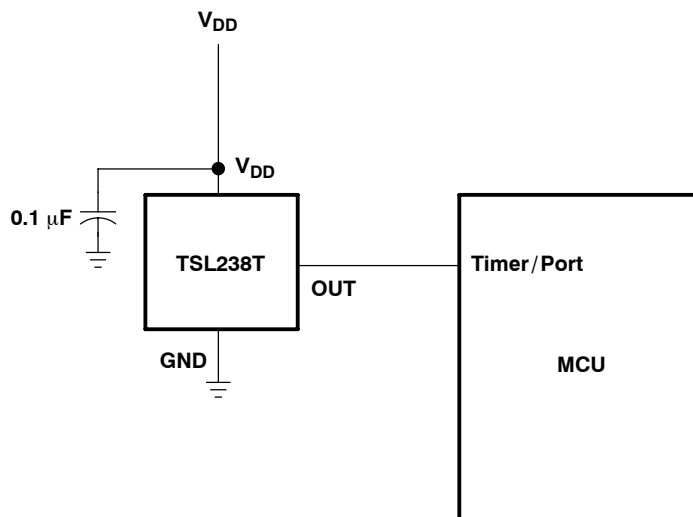 VDD
VDD
0.1 μF
TSL238T
OUT
Timer/Port
GND
MCU